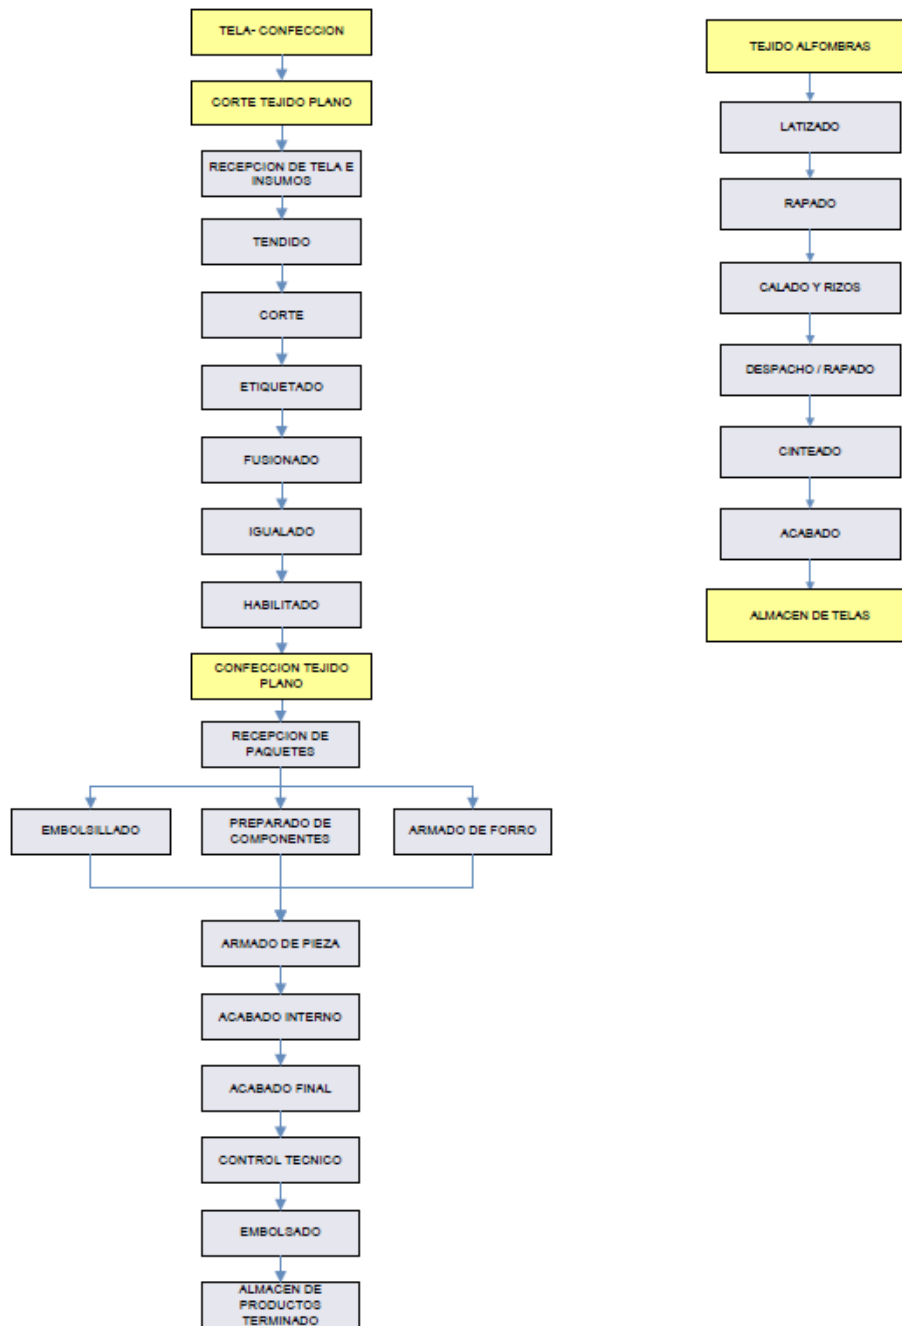 TELA- CONFECCION
CORTE TEJIDO PLANO
RECEPCION DE TELA E
INSUMOS
TENDIDO
CORTE
ETIQUETADO
FUSIONADO
IGUALADO
HABILITADO
CONFECCION TEJIDO
PLANO
RECEPCION DE
PAQUETES
EMBOLSILLADO
PREPARADO DE
COMPONENTES
ARMADO DE FORRO
ARMADO DE PIEZA
ACABADO INTERNO
ACABADO FINAL
CONTROL TECNICO
EMBOLSADO
ALMACEN DE
PRODUCTOS
TERMINADO
TEJIDO ALFOMBRAS
LATIZADO
RAPADO
CALADO Y RIZOS
DESPACHO / RAPADO
CINTEADO
ACABADO
ALMACEN DE TELAS